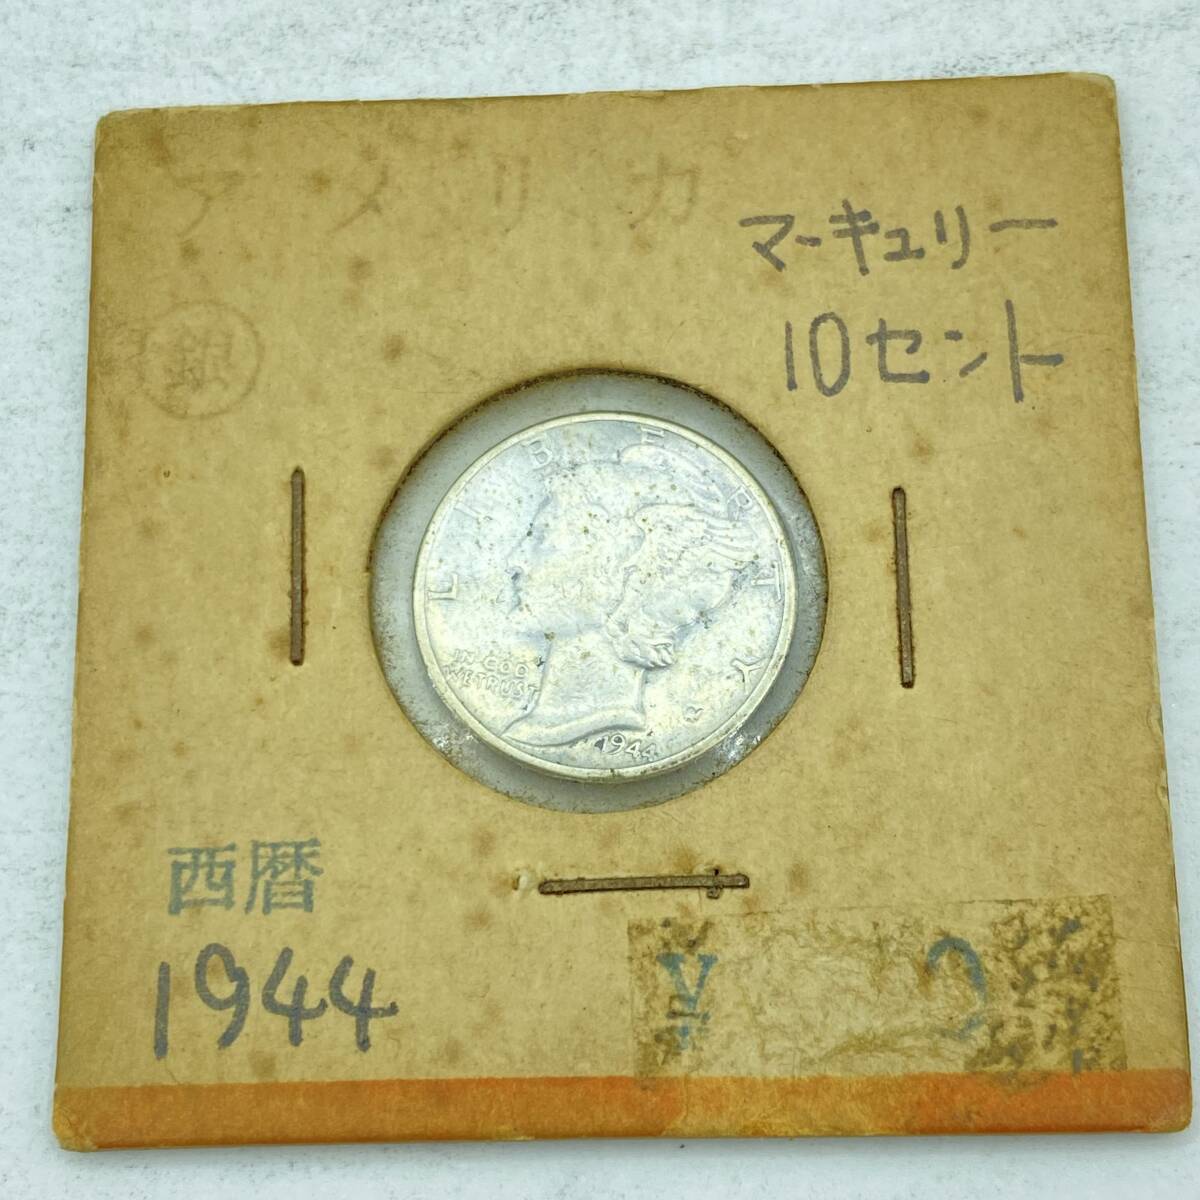 アメリカ
マーキュリー
銀
10セント
LIBERTY
IN GOD
WE TRUST
1944
西暦
1944
¥